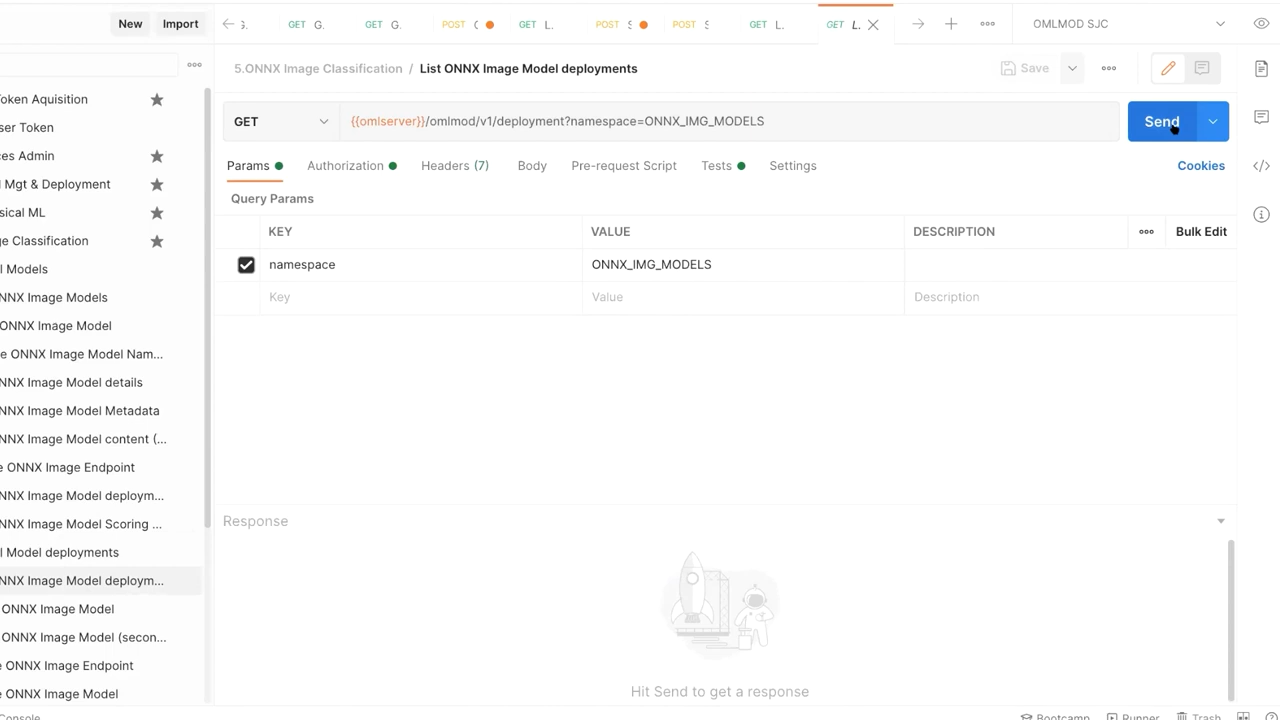 New Import
G. GET G. GET G. POST GET L. POST POST GET L. GET L. OMLMOD SJC
5.ONNX Image Classification / List ONNX Image Model deployments Save
GET {{omlserver}}/omlmod/v1/deployment?namespace=ONNX_IMG_MODELS Send
Params Authorization Headers (7) Body Pre-request Script Tests Settings Cookies
Query Params
KEY VALUE DESCRIPTION Bulk Edit
namespace ONNX_IMG_MODELS
Key Value Description
Response
Hit Send to get a response
oken Aquisition
ser Token
ces Admin
l Mgt & Deployment
sical ML
ge Classification
l Models
NNX Image Models
ONNX Image Model
e ONNX Image Model Nam...
NNX Image Model details
NNX Image Model Metadata
NNX Image Model content (...
e ONNX Image Endpoint
NNX Image Model deploym...
NNX Image Model Scoring ...
l Model deployments
NNX Image Model deploym...
ONNX Image Model
ONNX Image Model (secon...
e ONNX Image Endpoint
e ONNX Image Model
Console Bootcamp Runner Trash